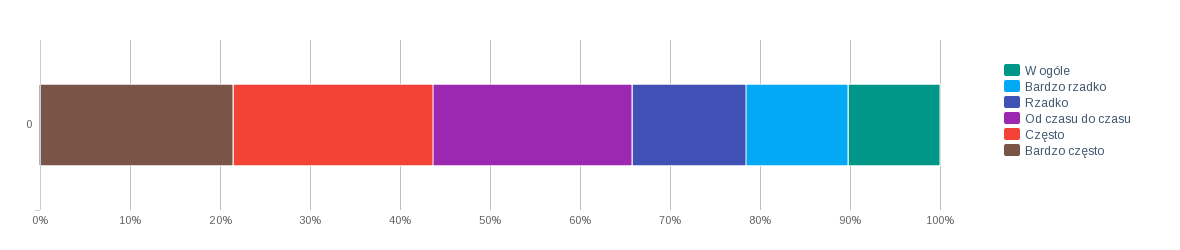 W ogóle
Bardzo rzadko
Rzadko
Od czasu do czasu
Często
Bardzo często
0
0% 10% 20% 30% 40% 50% 60% 70% 80% 90% 100%